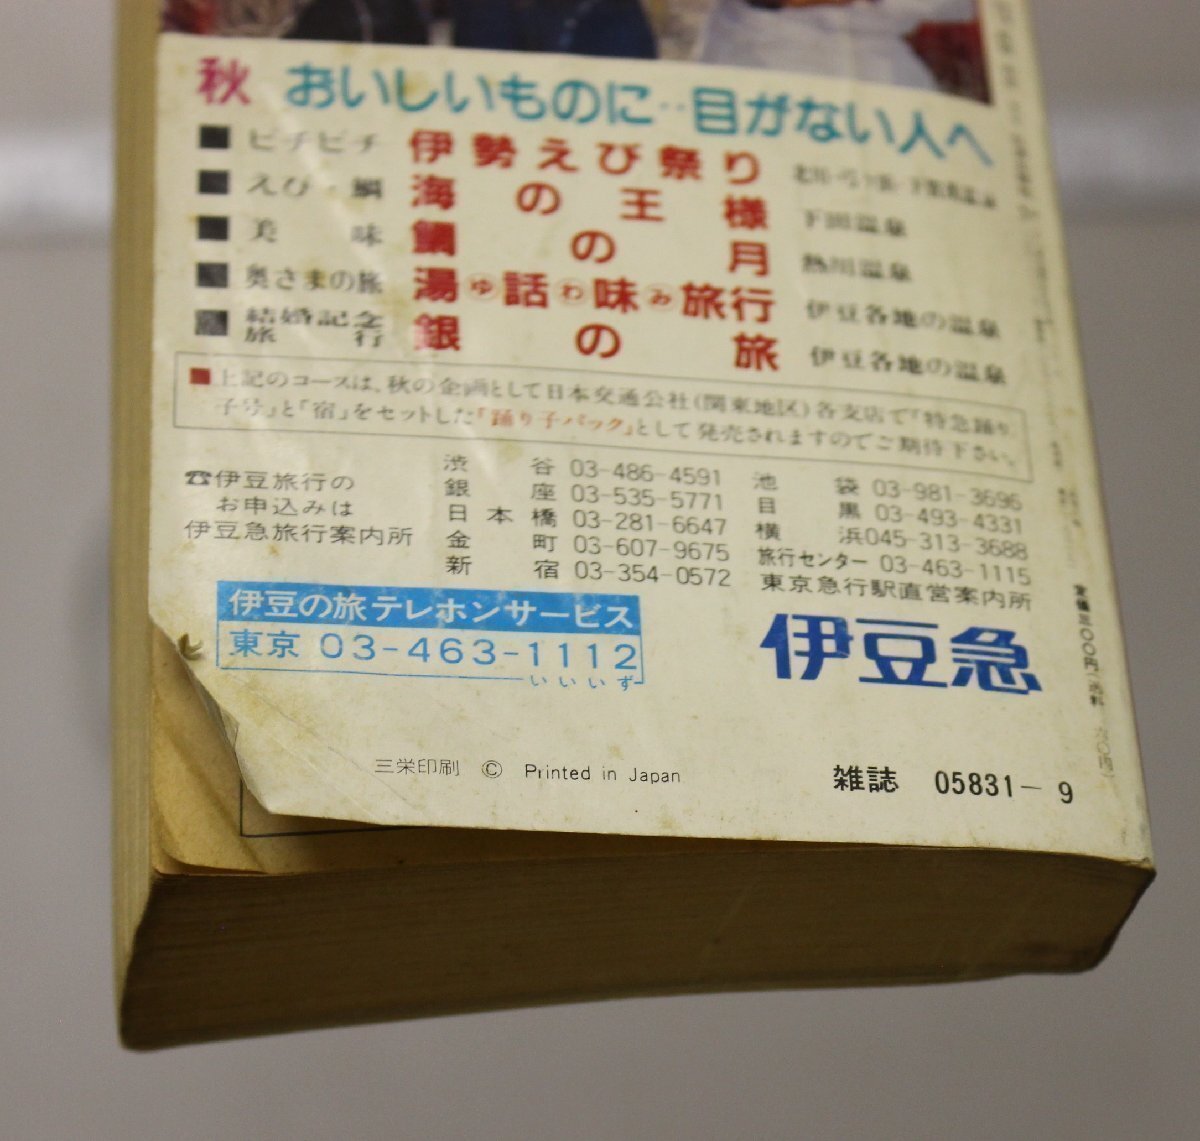 秋 おいしいものに‥目がない人へ
■ ピチピチ 伊勢えび祭り
■ えび・鯛 海の王様 下田温泉
■ 美味 鯛の月 熱川温泉
■ 奥さまの旅 湯ゆ話わ味み旅行 伊豆各地の温泉
■ 結婚記念旅行 銀の旅 伊豆各地の温泉
■上記のコースは、秋の企画として日本交通公社(関東地区)各支店で「特急踊り
子号」と「宿」をセットした「踊り子パック」として発売されますのでご期待下さい。
☎伊豆旅行の
お申込みは
伊豆急旅行案内所
渋谷 03-486-4591
銀座 03-535-5771
日本橋 03-281-6647
金町 03-607-9675
新宿 03-354-0572
池袋 03-981-3696
目黒 03-493-4331
横浜 045-313-3688
旅行センター 03-463-1115
東京急行駅直営案内所
伊豆の旅テレホンサービス
東京 03-463-1112
いいいず
伊豆急
三栄印刷 © Printed in Japan
雑誌 05831-9
定価三〇〇円(送料六〇円)